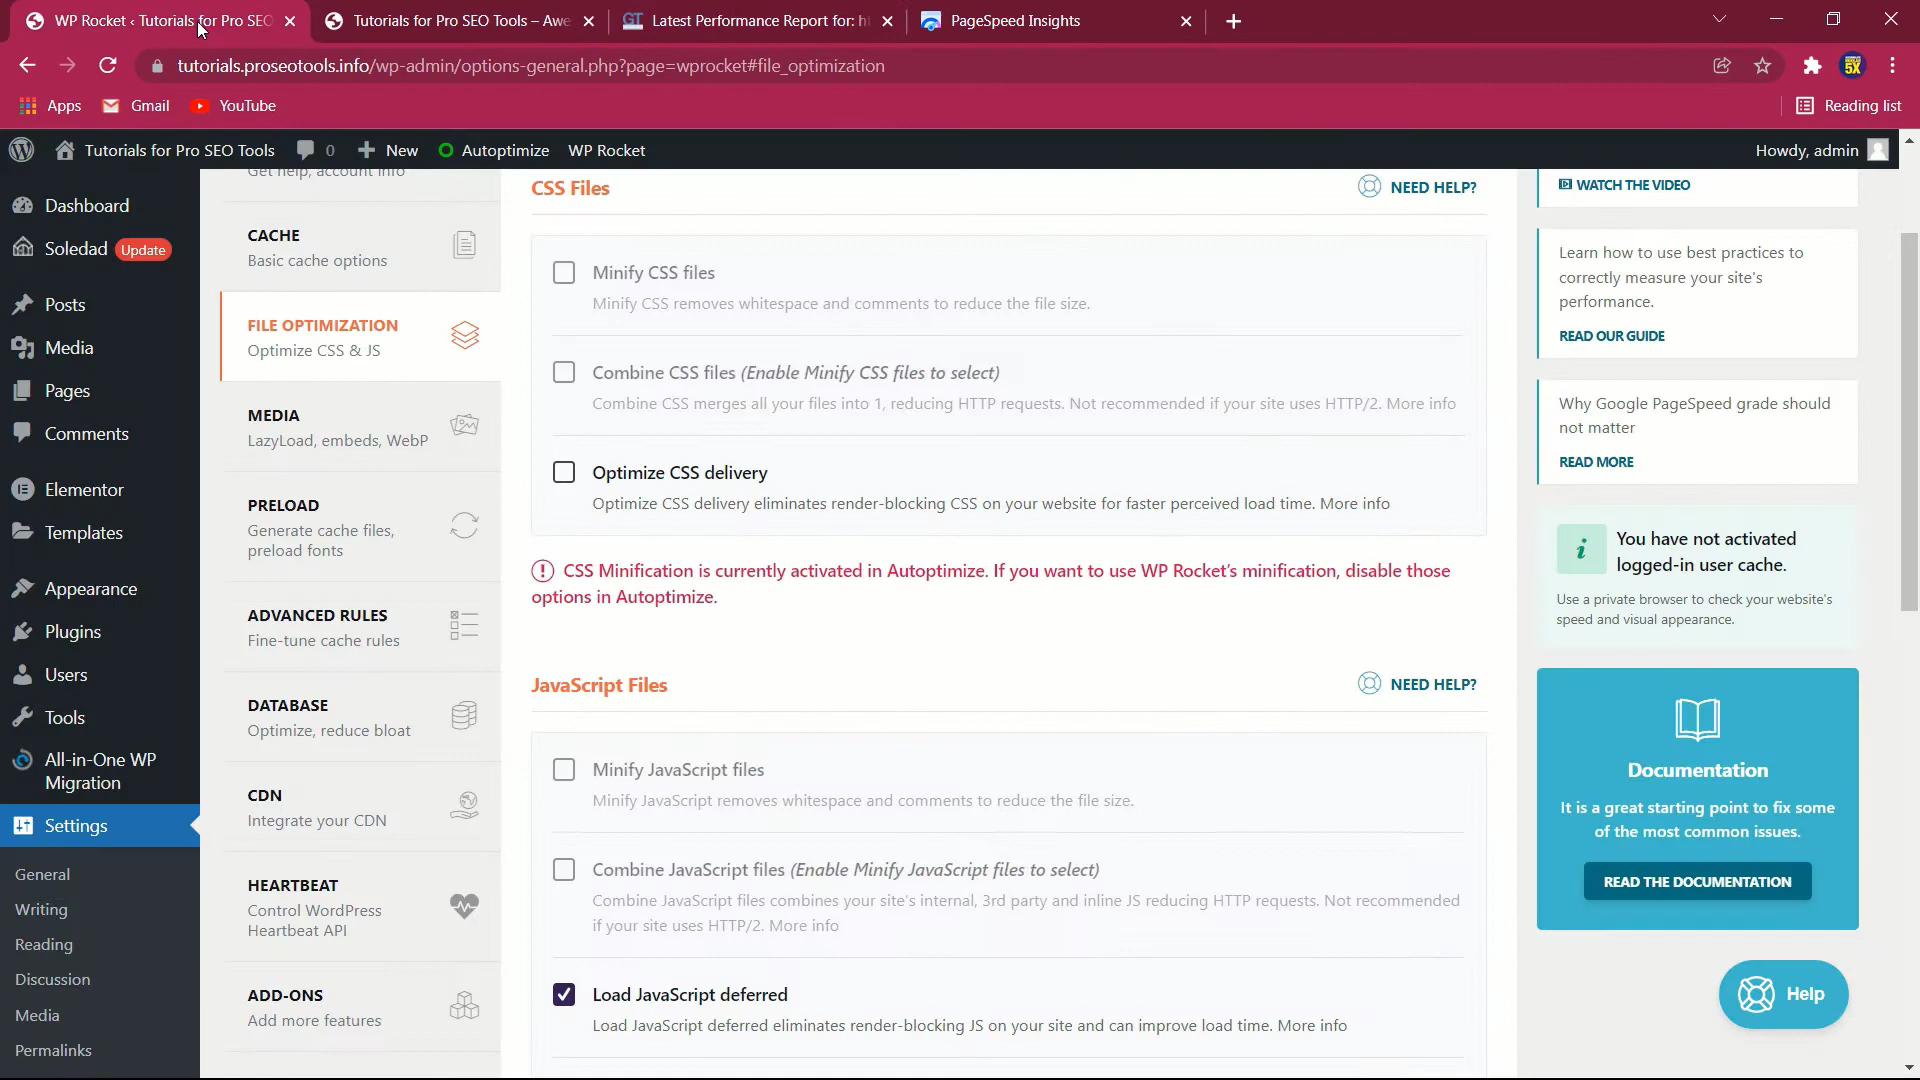 WP Rocket ‹ Tutorials for Pro SEO
Tutorials for Pro SEO Tools – Awe
GT
Latest Performance Report for: h
PageSpeed Insights
tutorials.proseotools.info/wp-admin/options-general.php?page=wprocket#file_optimization
5X
Apps
Gmail
YouTube
Reading list
Tutorials for Pro SEO Tools
0
New
Autoptimize
WP Rocket
Howdy, admin
Dashboard
Soledad Update
Posts
Media
Pages
Comments
Elementor
Templates
Appearance
Plugins
Users
Tools
All-in-One WP
Migration
Settings
General
Writing
Reading
Discussion
Media
Permalinks
Get help, account info
CACHE
Basic cache options
FILE OPTIMIZATION
Optimize CSS & JS
MEDIA
LazyLoad, embeds, WebP
PRELOAD
Generate cache files,
preload fonts
ADVANCED RULES
Fine-tune cache rules
DATABASE
Optimize, reduce bloat
CDN
Integrate your CDN
HEARTBEAT
Control WordPress
Heartbeat API
ADD-ONS
Add more features
CSS Files
NEED HELP?
Minify CSS files
Minify CSS removes whitespace and comments to reduce the file size.
Combine CSS files (Enable Minify CSS files to select)
Combine CSS merges all your files into 1, reducing HTTP requests. Not recommended if your site uses HTTP/2. More info
Optimize CSS delivery
Optimize CSS delivery eliminates render-blocking CSS on your website for faster perceived load time. More info
CSS Minification is currently activated in Autoptimize. If you want to use WP Rocket’s minification, disable those
options in Autoptimize.
JavaScript Files
NEED HELP?
Minify JavaScript files
Minify JavaScript removes whitespace and comments to reduce the file size.
Combine JavaScript files (Enable Minify JavaScript files to select)
Combine JavaScript files combines your site's internal, 3rd party and inline JS reducing HTTP requests. Not recommended
if your site uses HTTP/2. More info
Load JavaScript deferred
Load JavaScript deferred eliminates render-blocking JS on your site and can improve load time. More info
WATCH THE VIDEO
Learn how to use best practices to
correctly measure your site's
performance.
READ OUR GUIDE
Why Google PageSpeed grade should
not matter
READ MORE
i
You have not activated
logged-in user cache.
Use a private browser to check your website's
speed and visual appearance.
Documentation
It is a great starting point to fix some
of the most common issues.
READ THE DOCUMENTATION
Help